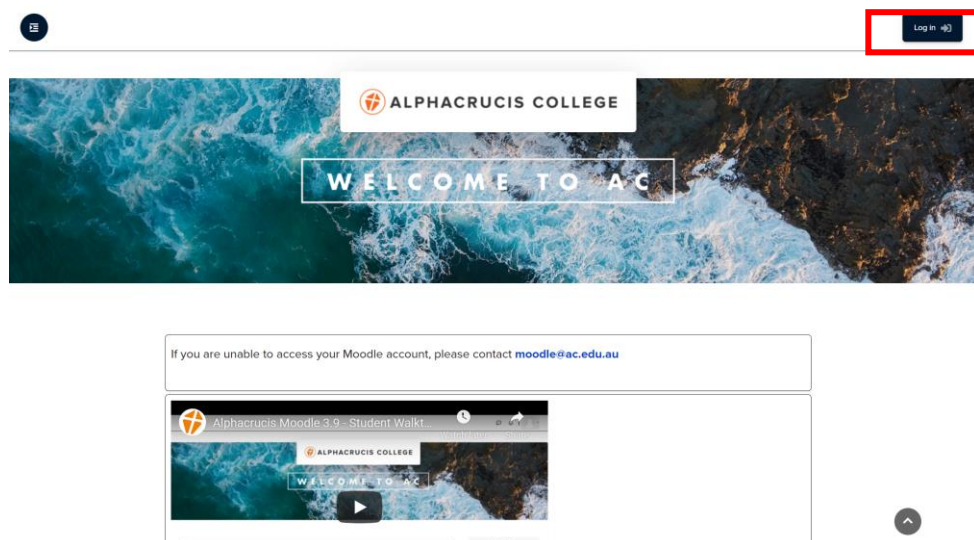 Log in
ALPHACRUCIS COLLEGE
WELCOME TO AC
If you are unable to access your Moodle account, please contact moodle@ac.edu.au
Alphacrucis Moodle 3.9 - Student Walkt...
ALPHACRUCIS COLLEGE
WELCOME TO AC